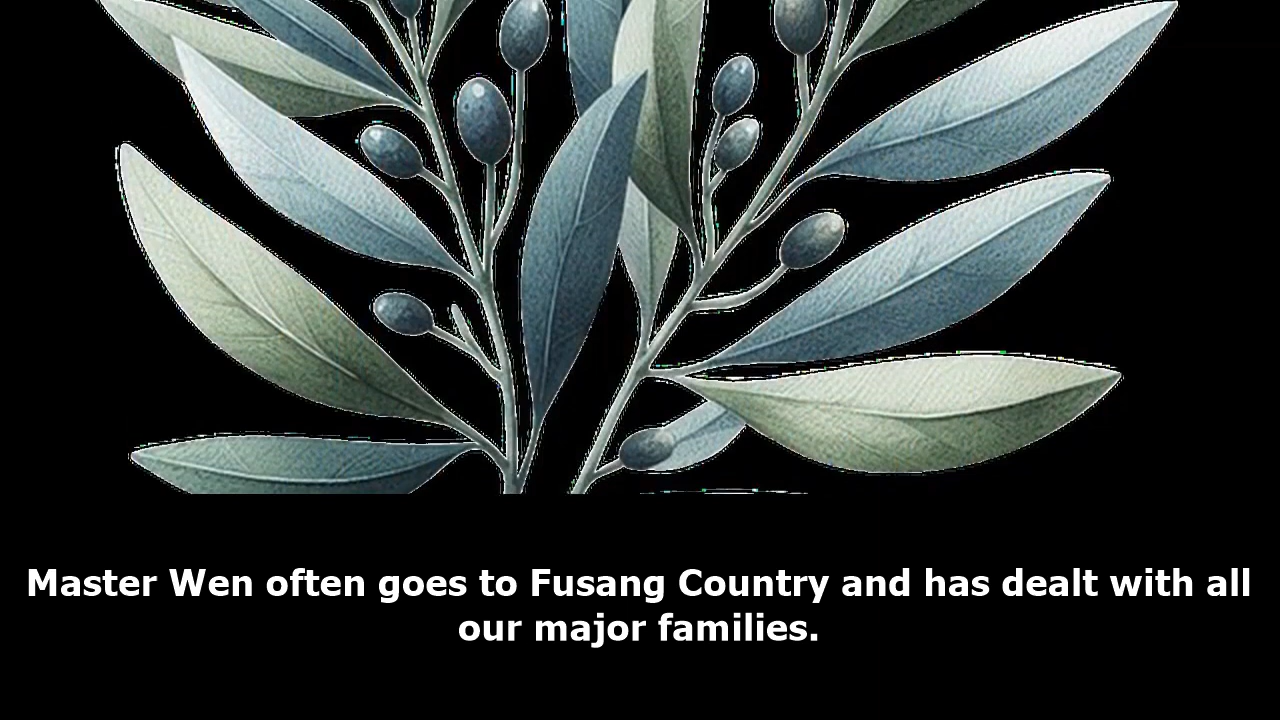 Master Wen often goes to Fusang Country and has dealt with all
our major families.